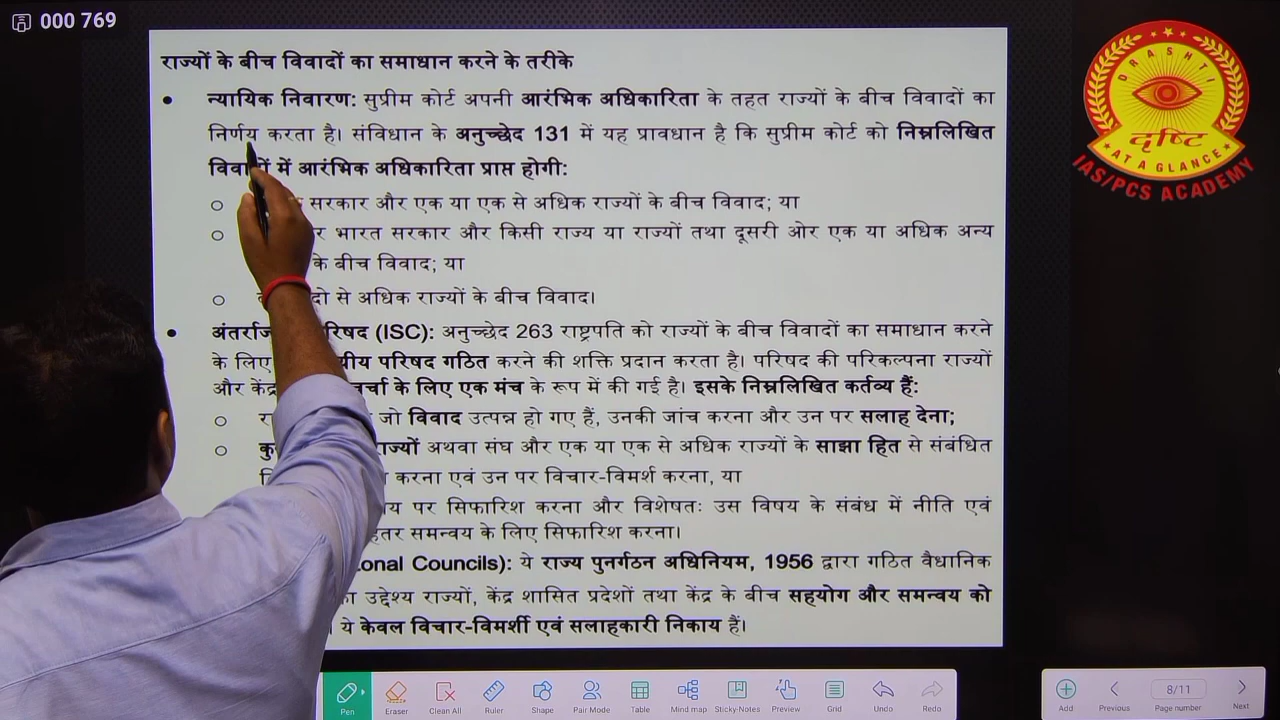 000 769
राज्यों के बीच विवादों का समाधान करने के तरीके
• न्यायिक निवारण: सुप्रीम कोर्ट अपनी आरंभिक अधिकारिता के तहत राज्यों के बीच विवादों का
निर्णय करता है। संविधान के अनुच्छेद 131 में यह प्रावधान है कि सुप्रीम कोर्ट को निम्नलिखित
में आरंभिक अधिकारिता प्राप्त होगी:
सरकार और एक या एक से अधिक राज्यों के बीच विवाद; या
भारत सरकार और किसी राज्य या राज्यों तथा दूसरी ओर एक या अधिक अन्य
के बीच विवाद; या
से अधिक राज्यों के बीच विवाद।
(ISC): अनुच्छेद 263 राष्ट्रपति को राज्यों के बीच विवादों का समाधान करने
के लिए परिषद गठित करने की शक्ति प्रदान करता है। परिषद की परिकल्पना राज्यों
और के लिए एक मंच के रूप में की गई है। इसके निम्नलिखित कर्तव्य हैं:
जो विवाद उत्पन्न हो गए हैं, उनकी जांच करना और उन पर सलाह देना;
अथवा संघ और एक या एक से अधिक राज्यों के साझा हित से संबंधित
करना एवं उन पर विचार-विमर्श करना, या
पर सिफारिश करना और विशेषतः उस विषय के संबंध में नीति एवं
समन्वय के लिए सिफारिश करना।
Councils): ये राज्य पुनर्गठन अधिनियम, 1956 द्वारा गठित वैधानिक
उद्देश्य राज्यों, केंद्र शासित प्रदेशों तथा केंद्र के बीच सहयोग और समन्वय को
ये केवल विचार-विमर्शी एवं सलाहकारी निकाय हैं।
DRASHTI
दृष्टि
AT A GLANCE
IAS/PCS ACADEMY
Pen Eraser Clean All Ruler Shape Pair Mode Table Mind map Sticky-Notes Preview Grid Undo Redo
Add Previous 8/11 Page number Next